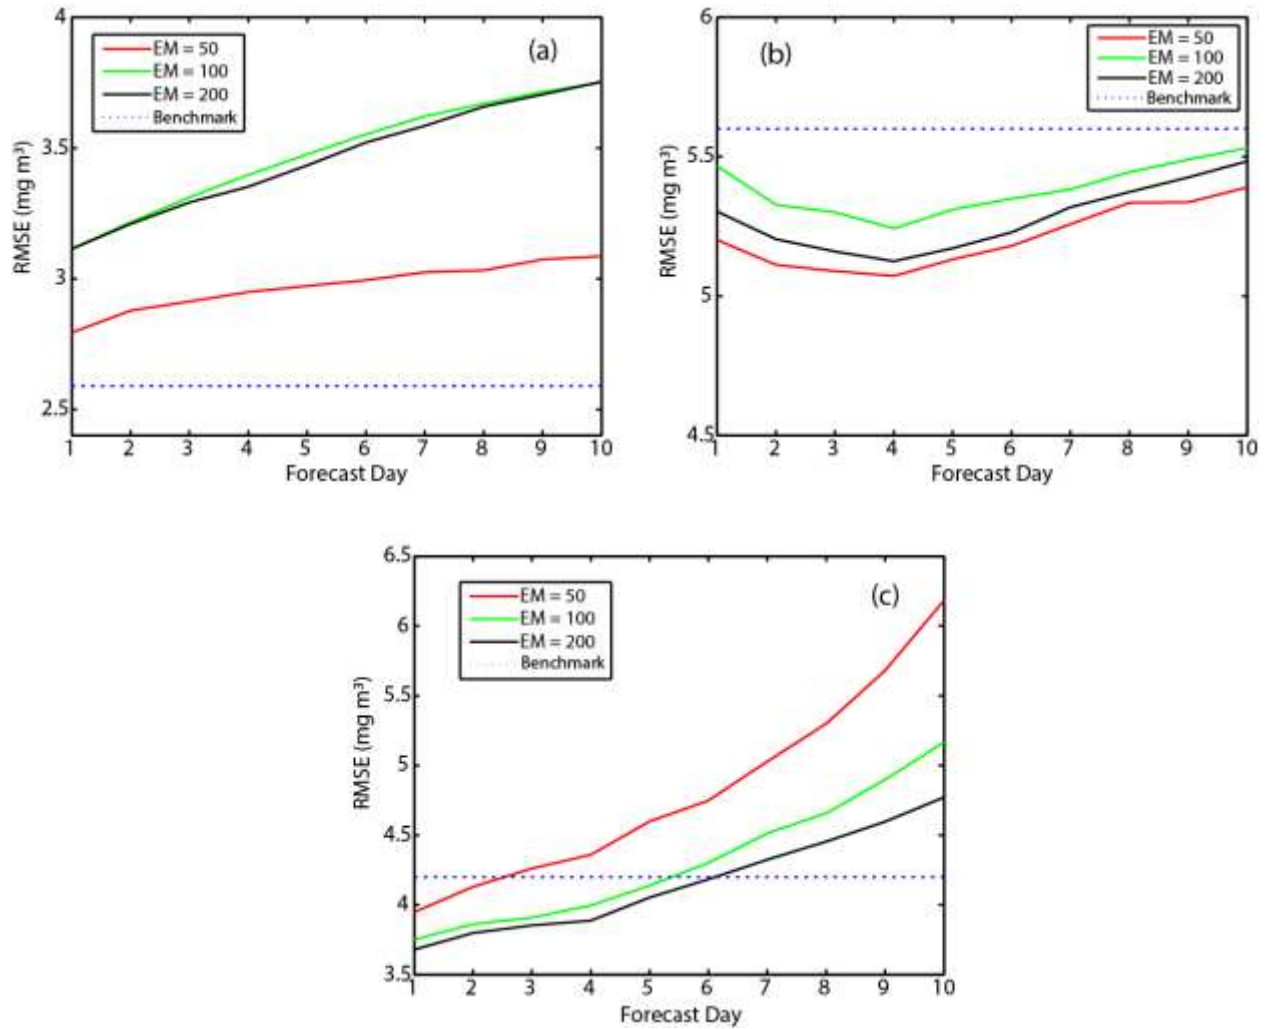 4
3.5
3
2.5
RMSE (mg m³)
EM = 50
EM = 100
EM = 200
Benchmark
(a)
1 2 3 4 5 6 7 8 9 10
Forecast Day
6
5.5
5
4.5
RMSE (mg m³)
(b)
EM = 50
EM = 100
EM = 200
Benchmark
1 2 3 4 5 6 7 8 9 10
Forecast Day
6.5
6
5.5
5
4.5
4
3.5
RMSE (mg m³)
EM = 50
EM = 100
EM = 200
Benchmark
(c)
1 2 3 4 5 6 7 8 9 10
Forecast Day